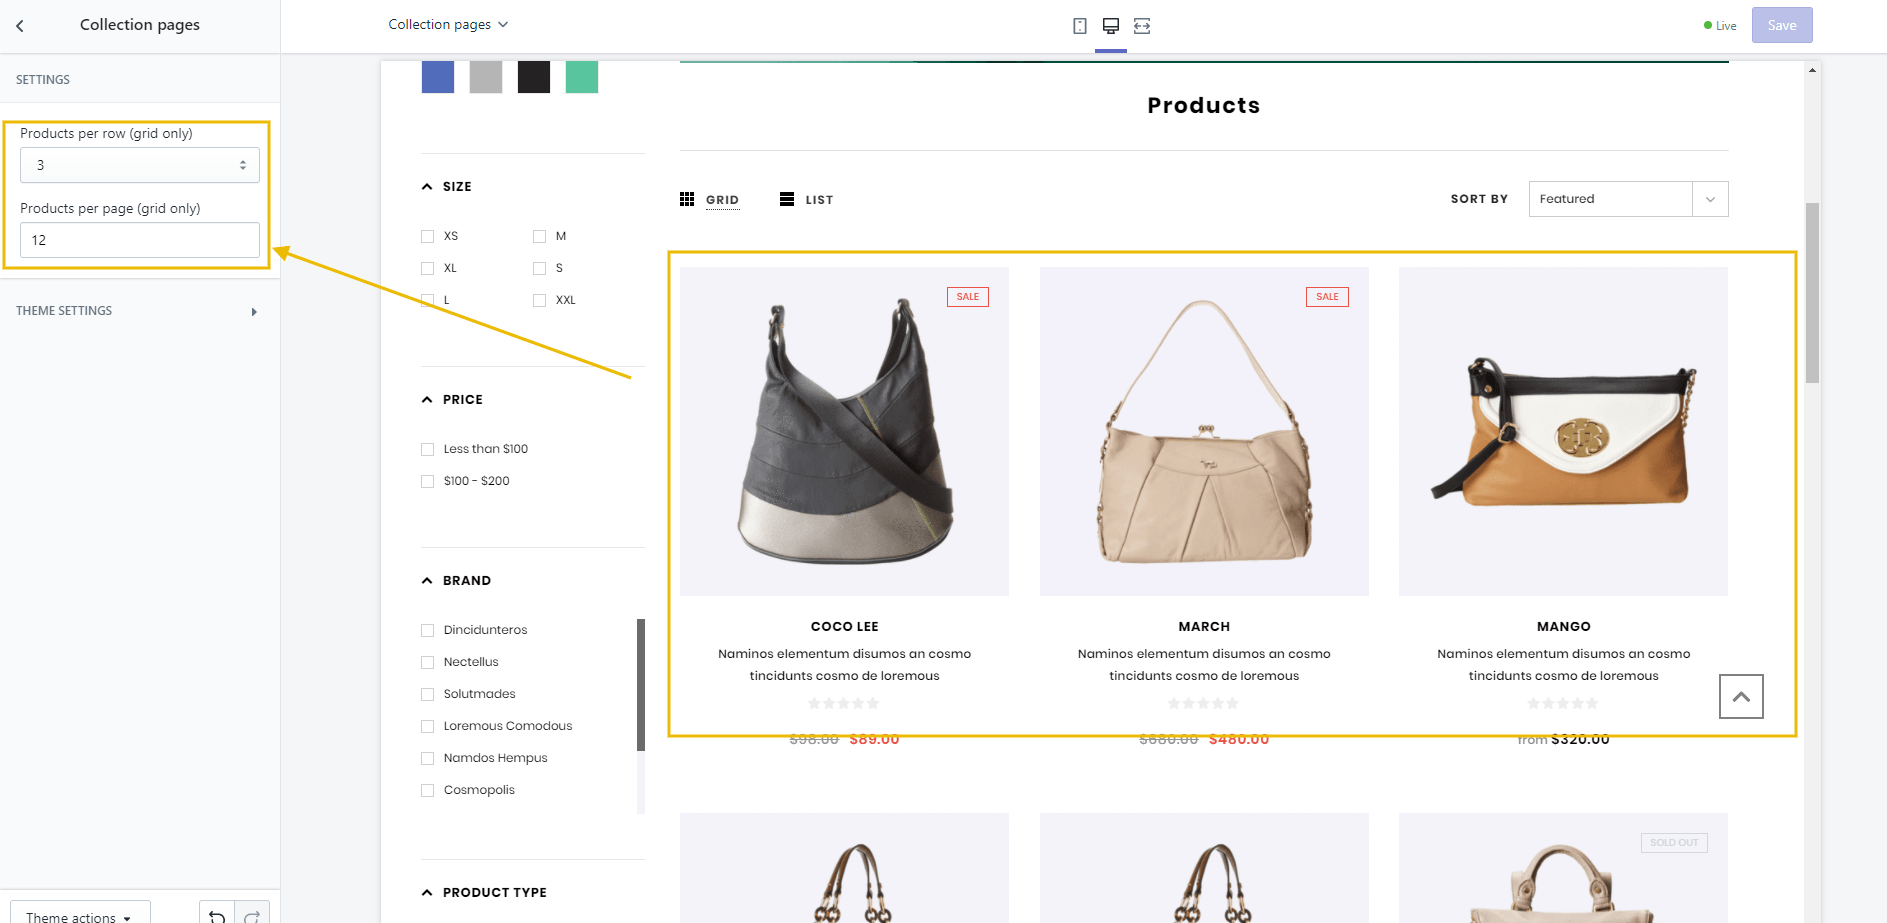 Collection pages
Collection pages
Live
Save
SETTINGS
Products per row (grid only)
3
Products per page (grid only)
12
THEME SETTINGS
Theme actions
SIZE
XS
M
XL
S
L
XXL
PRICE
Less than $100
$100 - $200
BRAND
Dincidunteros
Nectellus
Solutmades
Loremous Comodous
Namdos Hempus
Cosmopolis
PRODUCT TYPE
Products
GRID
LIST
SORT BY
Featured
SALE
SALE
COCO LEE
Naminos elementum disumos an cosmo
tincidunts cosmo de loremous
$98.00 $89.00
MARCH
Naminos elementum disumos an cosmo
tincidunts cosmo de loremous
$680.00 $480.00
MANGO
Naminos elementum disumos an cosmo
tincidunts cosmo de loremous
from $320.00
SOLD OUT